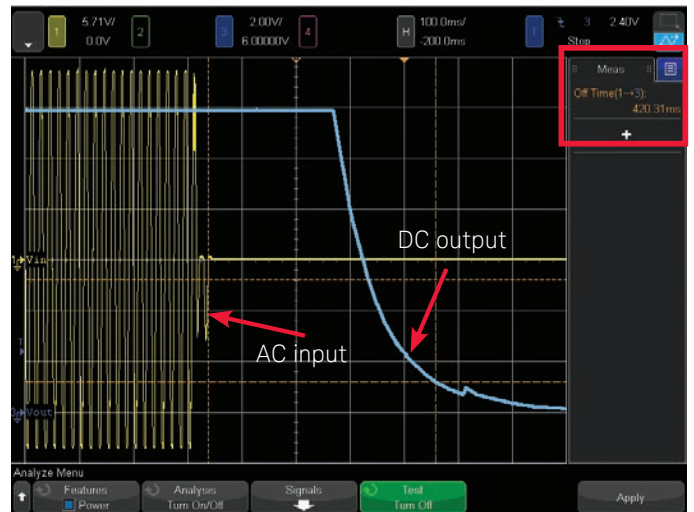 1 5.71V/ 0.0V
2
3 2.00V/ 6.00000V
4
H 100.0ms/ -200.0ms
T 3 2.40V
Stop
Meas
Off Time(1→3):
420.31ms
+
1 Vin
DC output
AC input
T
Vout
Analyze Menu
Features
Power
Analysis
Turn On/Off
Signals
Test
Turn Off
Apply